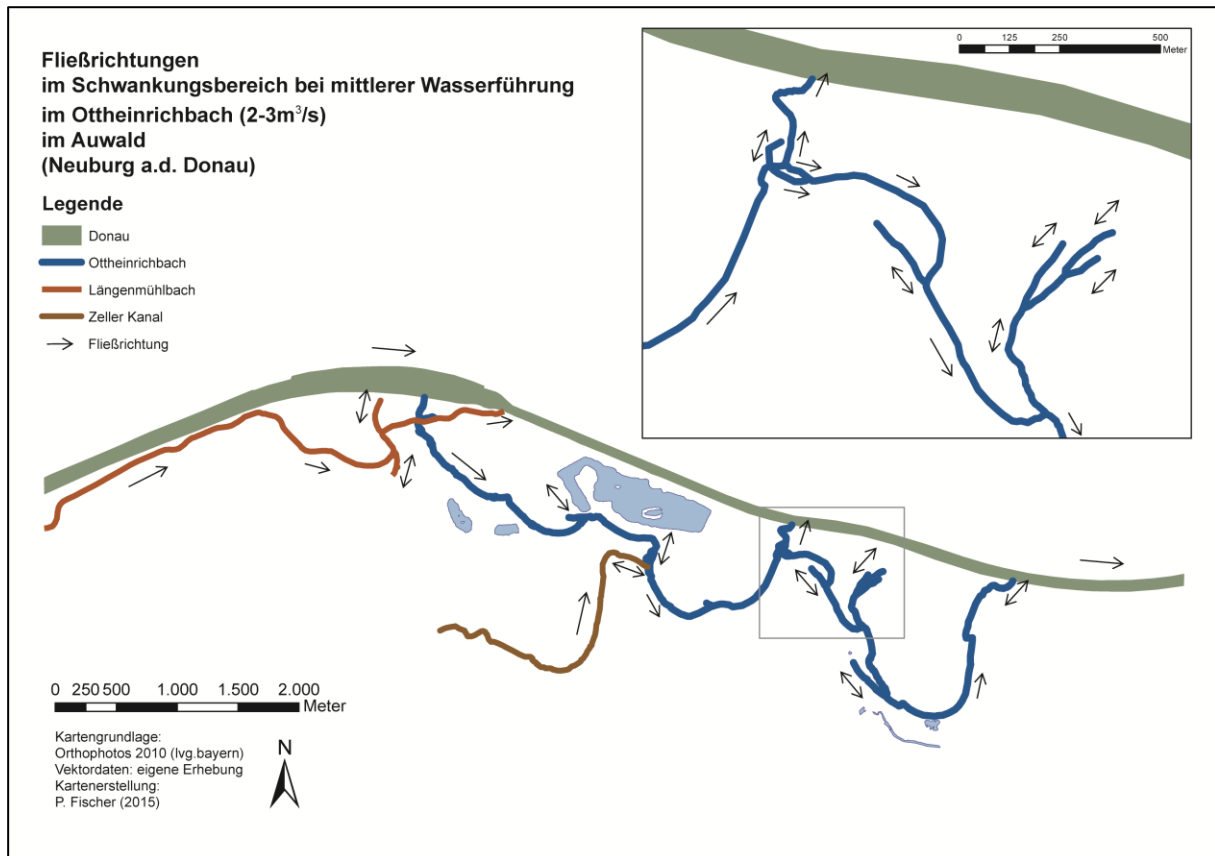 Fließrichtungen
im Schwankungsbereich bei mittlerer Wasserführung
im Ottheinrichbach (2-3m³/s)
im Auwald
(Neuburg a.d. Donau)
Legende
Donau
Ottheinrichbach
Längenmühlbach
Zeller Kanal
Fließrichtung
0 125 250 500
Meter
0 250 500 1.000 1.500 2.000
Meter
Kartengrundlage:
Orthophotos 2010 (lvg.bayern)
Vektordaten: eigene Erhebung
Kartenerstellung:
P. Fischer (2015)
N